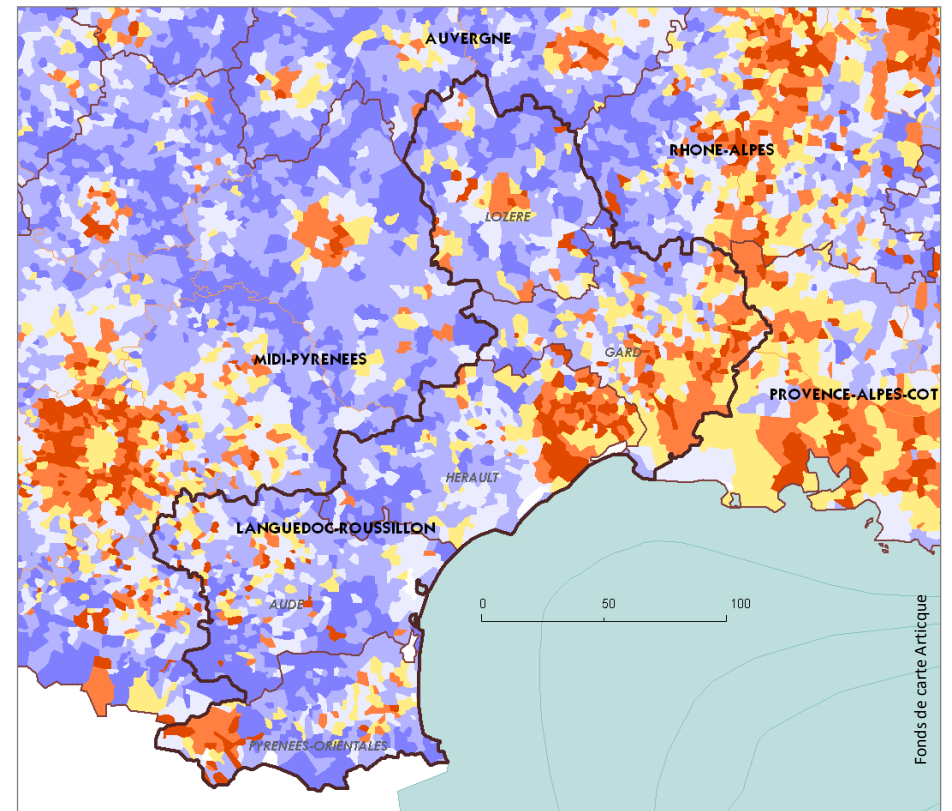 AUVERGNE
RHONE-ALPES
LOZERE
GARD
MIDI-PYRENEES
PROVENCE-ALPES-COT
HERAULT
LANGUEDOC-ROUSSILLON
AUDE
0 50 100
PYRENEES-ORIENTALES
Fonds de carte Articque